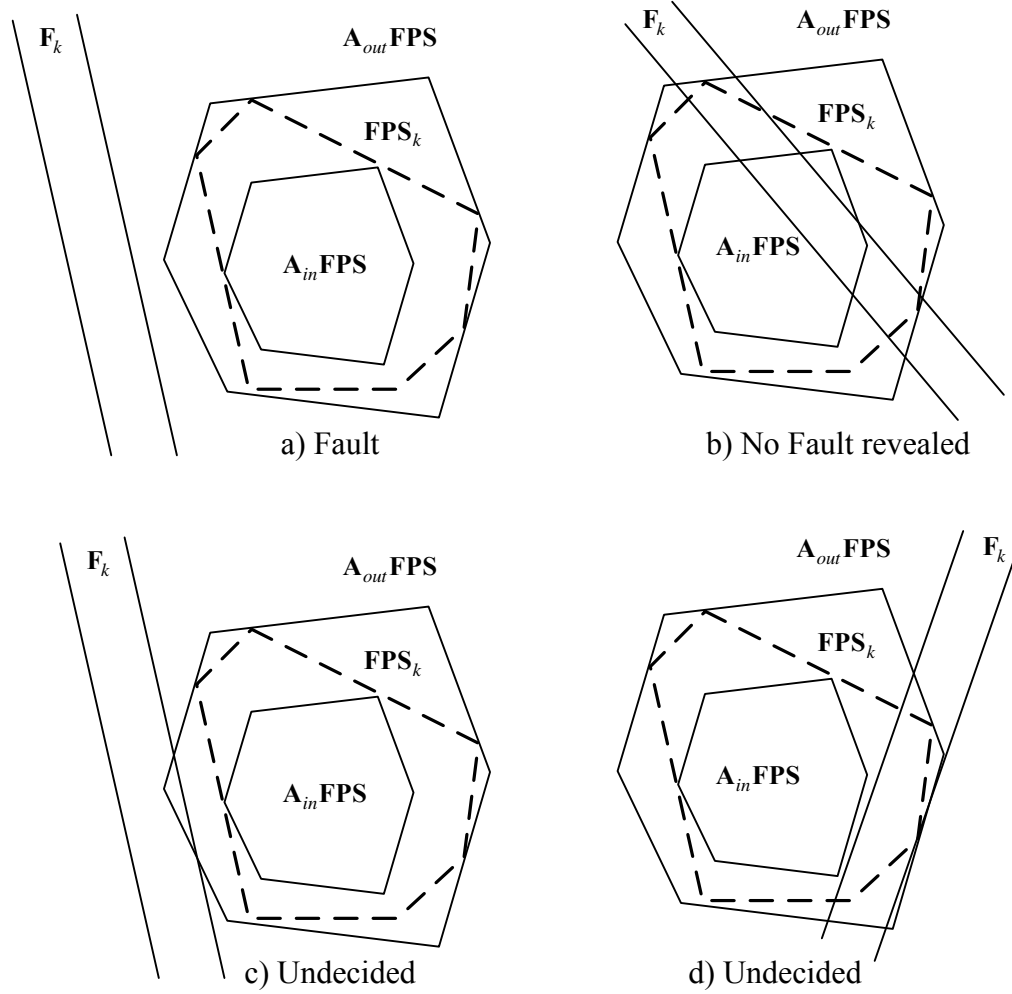 F_k
A_out FPS
FPS_k
A_in FPS
a) Fault
F_k
A_out FPS
FPS_k
A_in FPS
b) No Fault revealed
F_k
A_out FPS
FPS_k
A_in FPS
c) Undecided
A_out FPS
F_k
FPS_k
A_in FPS
d) Undecided